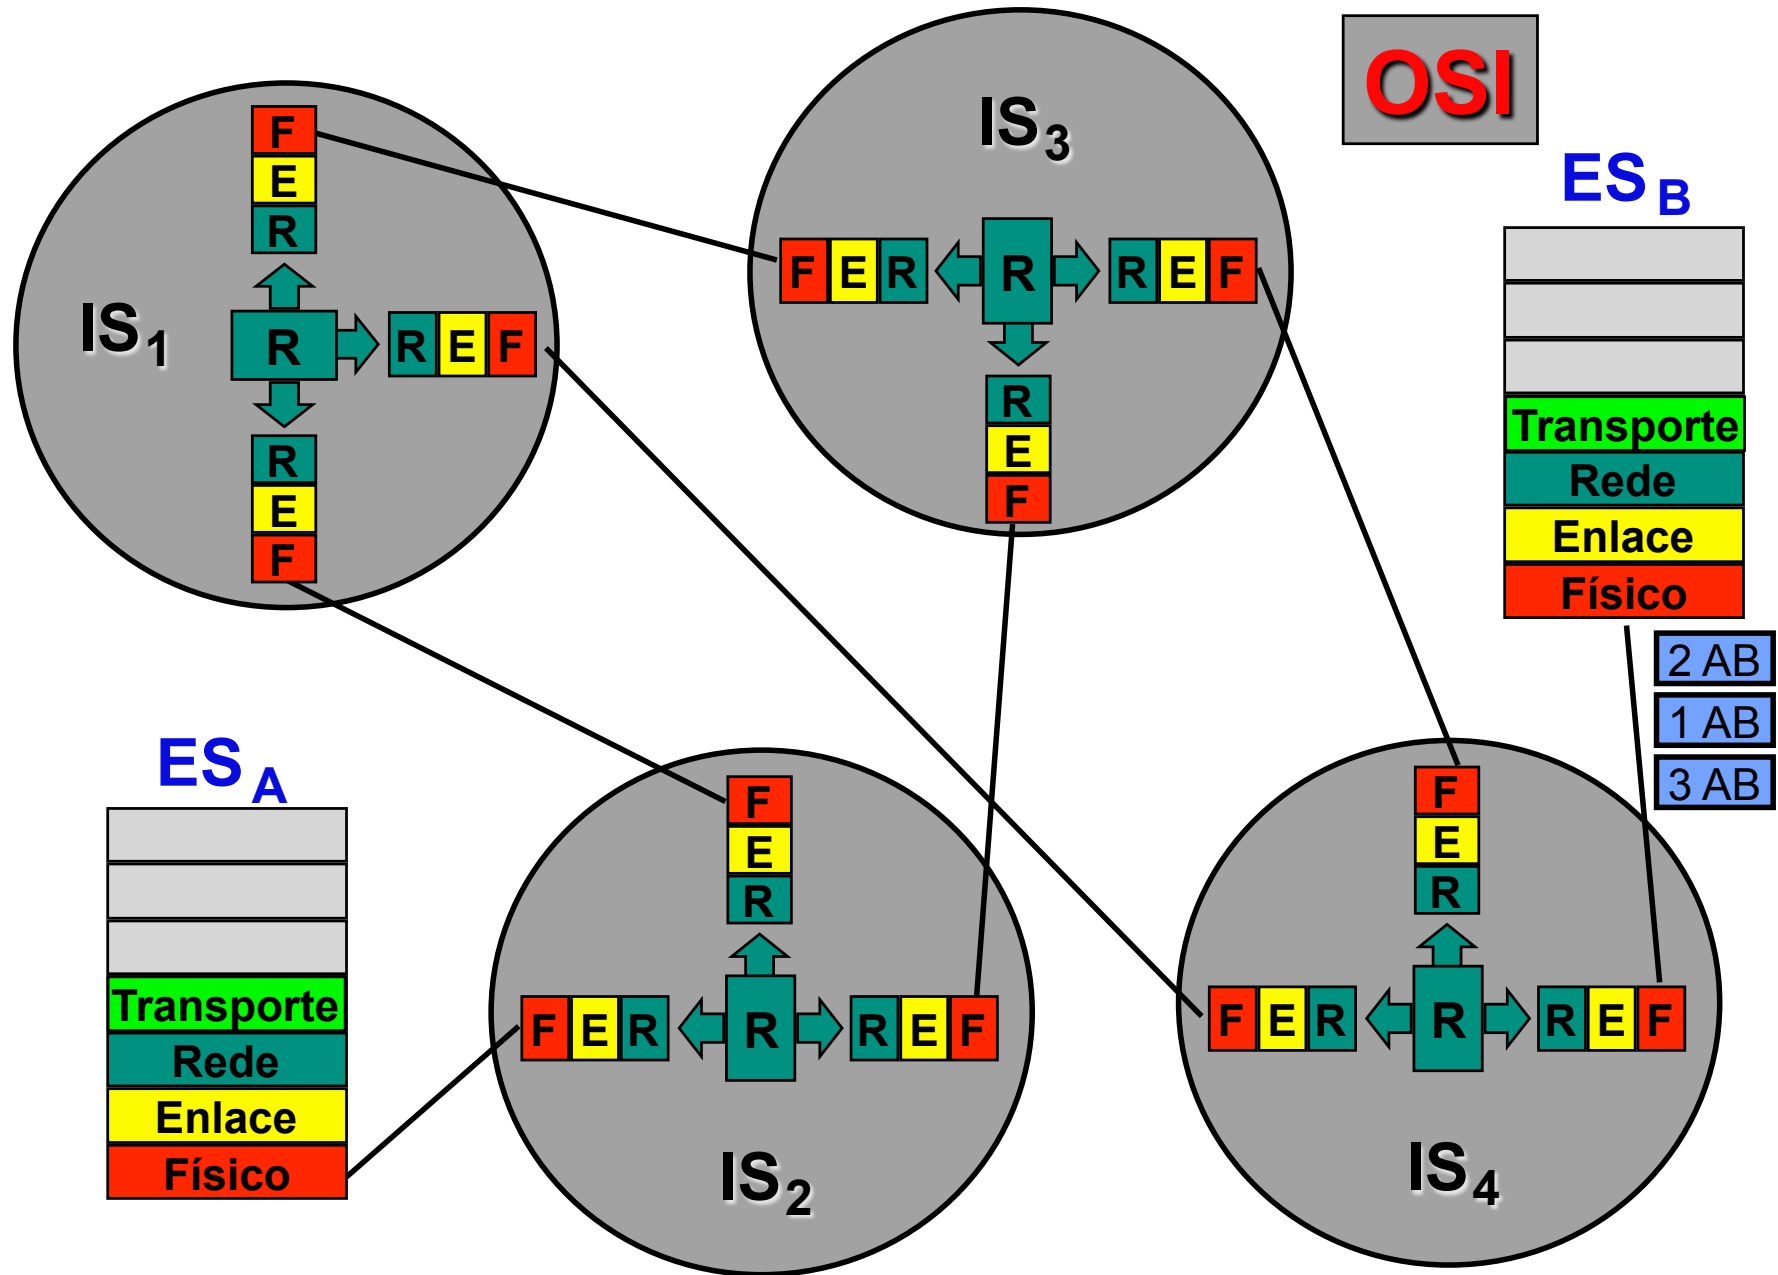 OSI
IS1
F
E
R
R
R E F
R
E
F
IS3
F E R
R
R E F
R
E
F
ES B
Transporte
Rede
Enlace
Físico
2 AB
1 AB
3 AB
ES A
Transporte
Rede
Enlace
Físico
F
E
R
F E R
R
R E F
IS2
F
E
R
F E R
R
R E F
IS4